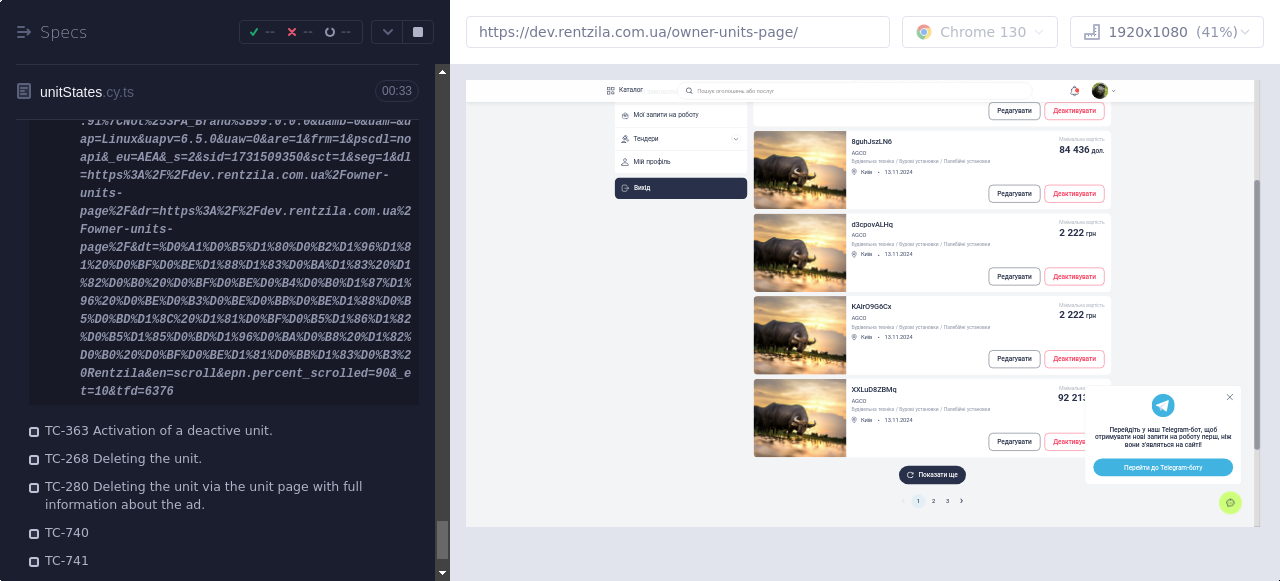 Specs
--
--
--
https://dev.rentzila.com.ua/owner-units-page/
Chrome 130
1920x1080 (41%)
unitStates.cy.ts
00:33
.91%7CNot%253FA_Brand%3B99.0.0.0&uamb=0&uam=&u
ap=Linux&uapv=6.5.0&uaw=0&are=1&frm=1&pscdl=no
api&_eu=AEA&_s=2&sid=1731509350&sct=1&seg=1&dl
=https%3A%2F%2Fdev.rentzila.com.ua%2Fowner-
units-
page%2F&dr=https%3A%2F%2Fdev.rentzila.com.ua%2
Fowner-units-
page%2F&dt=%D0%A1%D0%B5%D1%80%D0%B2%D1%96%D1%8
1%20%D0%BF%D0%BE%D1%88%D1%83%D0%BA%D1%83%20%D1
%82%D0%B0%20%D0%BF%D0%BE%D0%B4%D0%B0%D1%87%D1%
96%20%D0%BE%D0%B3%D0%BE%D0%BB%D0%BE%D1%88%D0%B
5%D0%BD%D1%8C%20%D1%81%D0%BF%D0%B5%D1%86%D1%82
%D0%B5%D1%85%D0%BD%D1%96%D0%BA%D0%B8%20%D1%82%
D0%B0%20%D0%BF%D0%BE%D1%81%D0%BB%D1%83%D0%B3%2
0Rentzila&en=scroll&epn.percent_scrolled=90&_e
t=10&tfd=6376
TC-363 Activation of a deactive unit.
TC-268 Deleting the unit.
TC-280 Deleting the unit via the unit page with full
information about the ad.
TC-740
TC-741
Каталог
Пошук оголошень або послуг
Мої запити на роботу
Тендери
Мій профіль
Вихід
Редагувати
Деактивувати
8guhJszLN6
Мінімальна вартість
84 436 дол.
AGCO
Будівельна техніка / Бурові установки / Палебійні установки
Київ • 13.11.2024
Редагувати
Деактивувати
d3cpovALHq
Мінімальна вартість
2 222 грн
AGCO
Будівельна техніка / Бурові установки / Палебійні установки
Київ • 13.11.2024
Редагувати
Деактивувати
KAIrO9G6Cx
Мінімальна вартість
2 222 грн
AGCO
Будівельна техніка / Бурові установки / Палебійні установки
Київ • 13.11.2024
Редагувати
Деактивувати
XXLuD8ZBMq
92 213
AGCO
Будівельна техніка / Бурові установки / Палебійні установки
Київ • 13.11.2024
Редагувати
Перейдіть у наш Telegram-бот, щоб
отримувати нові запити на роботу перш, ніж
вони з'являться на сайті!
Перейти до Telegram-боту
Показати ще
1 2 3